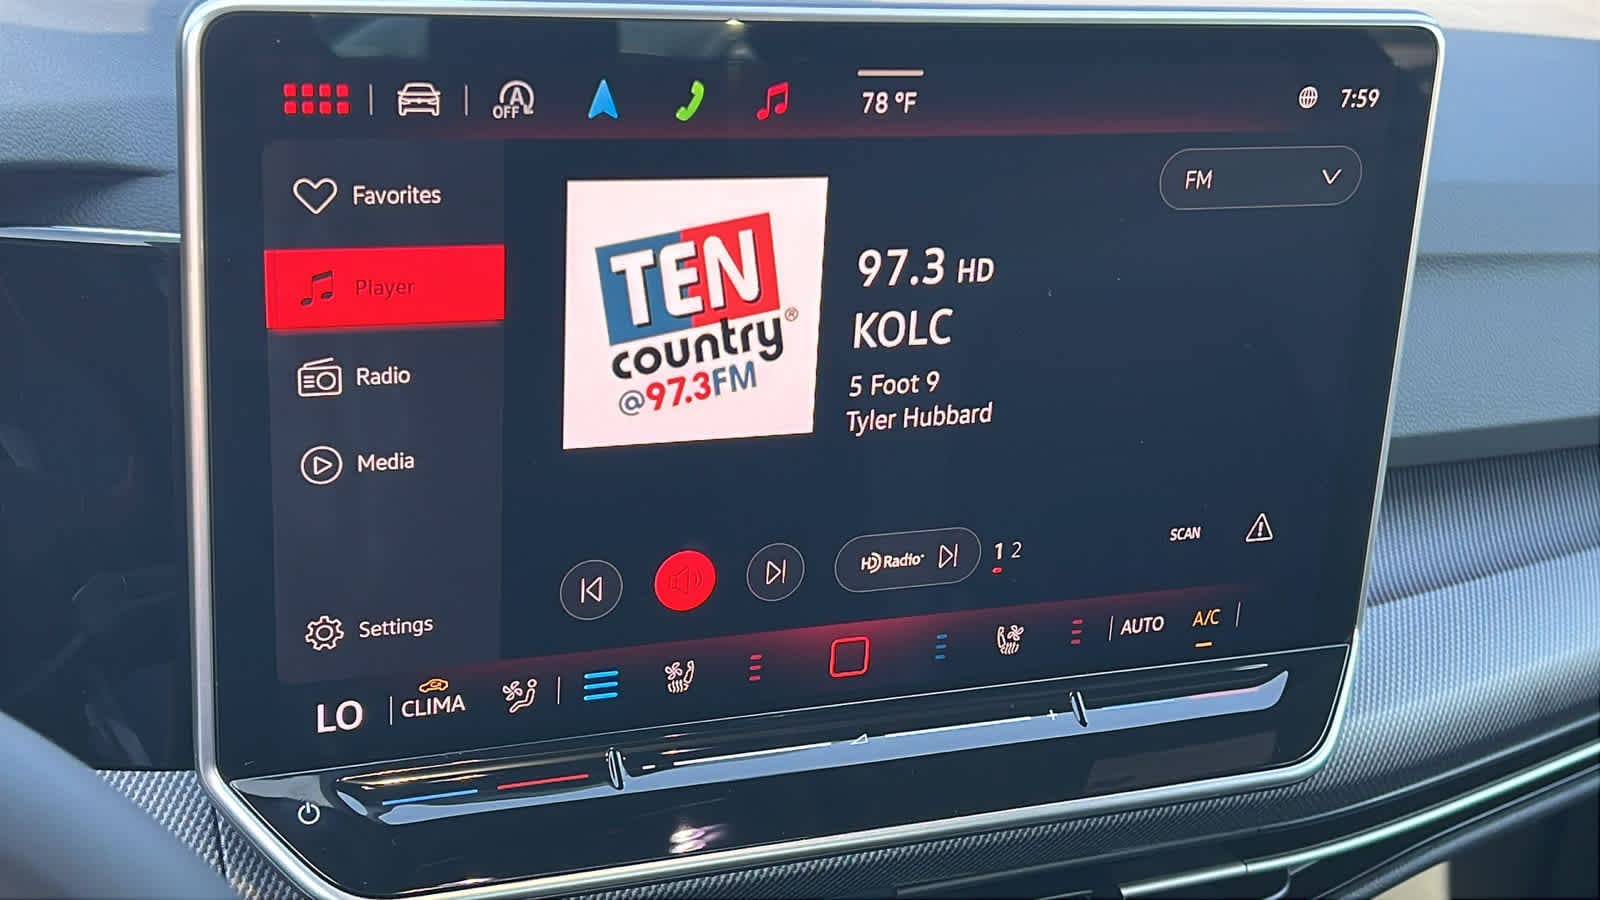 A
OFF
78 °F
7:59
Favorites
FM
Player
TEN
country®
@97.3FM
97.3 HD
KOLC
5 Foot 9
Tyler Hubbard
Radio
Media
SCAN
HD Radio
1 2
Settings
AUTO
A/C
LO
CLIMA
- +